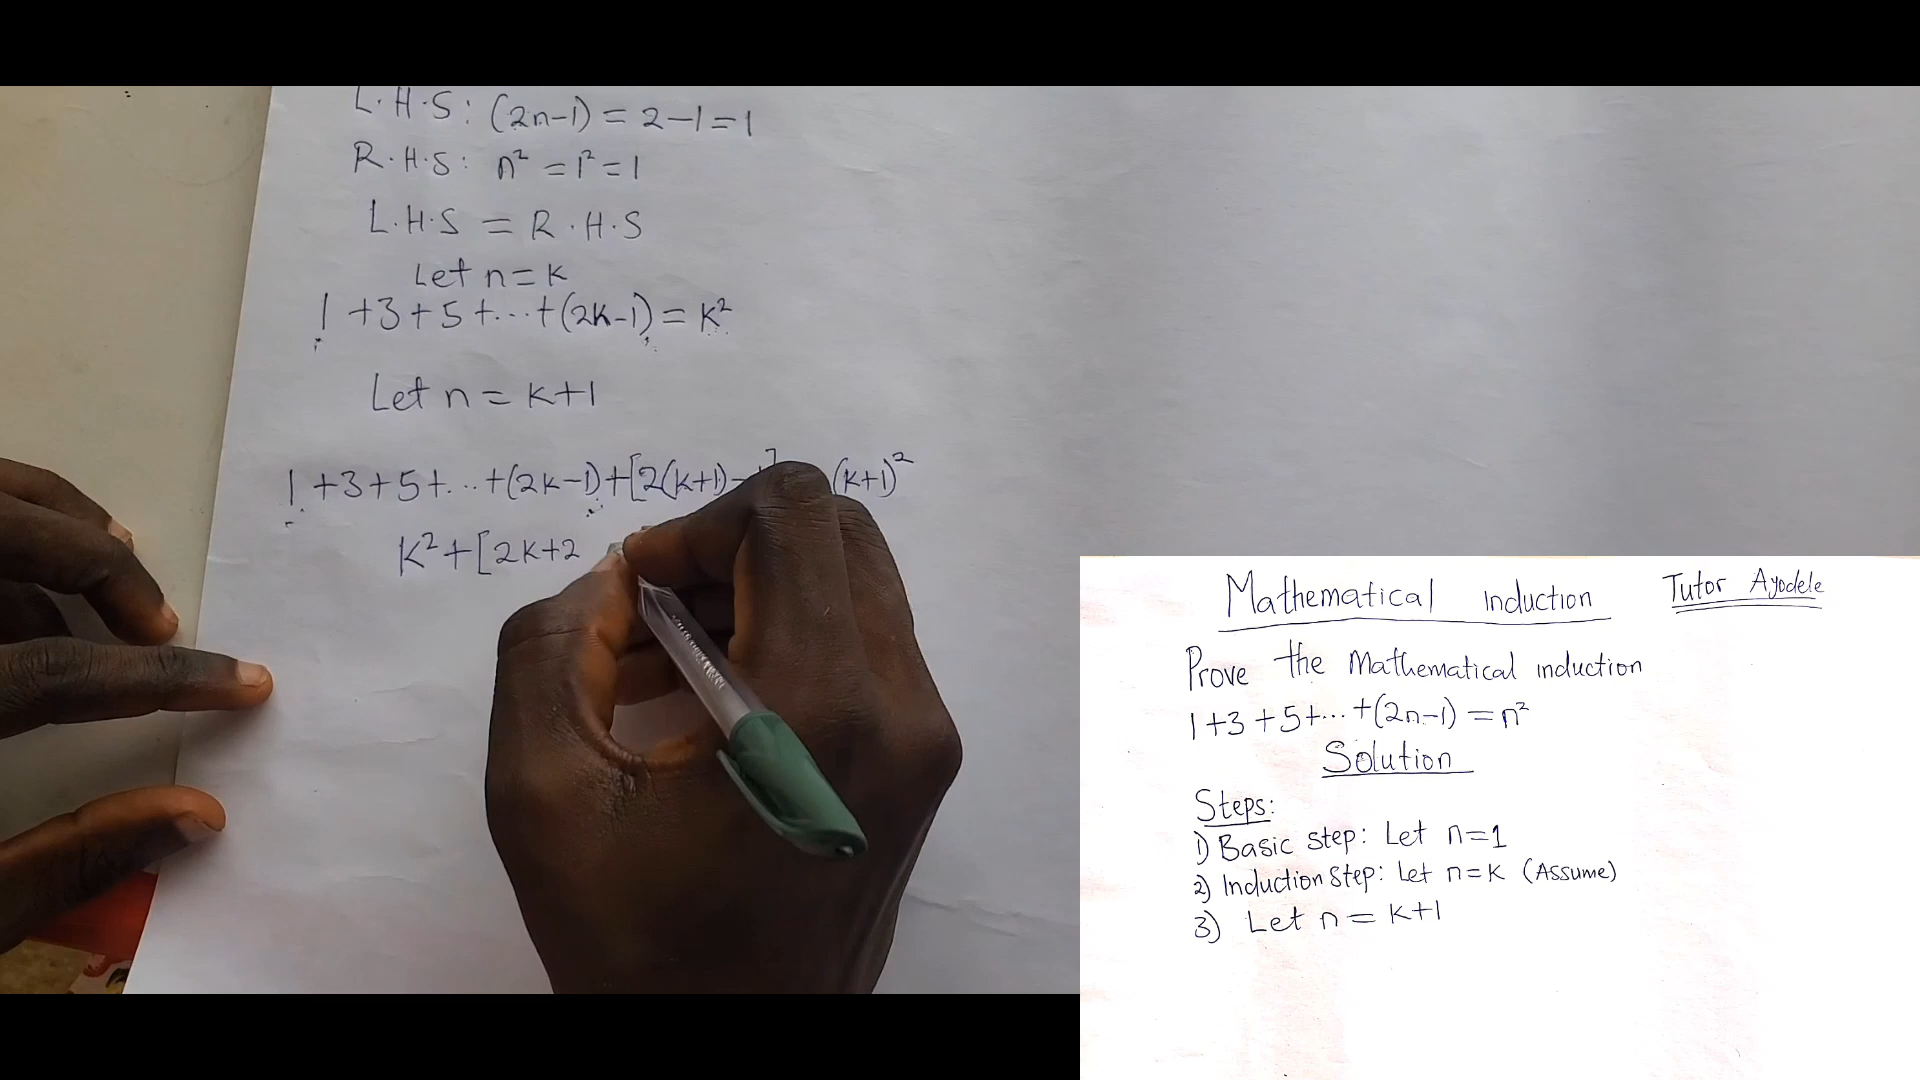 L.H.S: (2n-1) = 2-1=1
R.H.S: n² = 1² = 1
L.H.S = R.H.S
Let n=k
1+3+5+...+(2k-1) = k²
Let n = k+1
1+3+5+...+(2k-1)+[2(k+1)- ] (k+1)²
k²+[2k+2
Mathematical induction Tutor Ayodele
Prove the Mathematical induction
1+3+5+...+(2n-1) = n²
Solution
Steps:
1) Basic step: Let n=1
2) Induction Step: Let n=k (Assume)
3) Let n = k+1